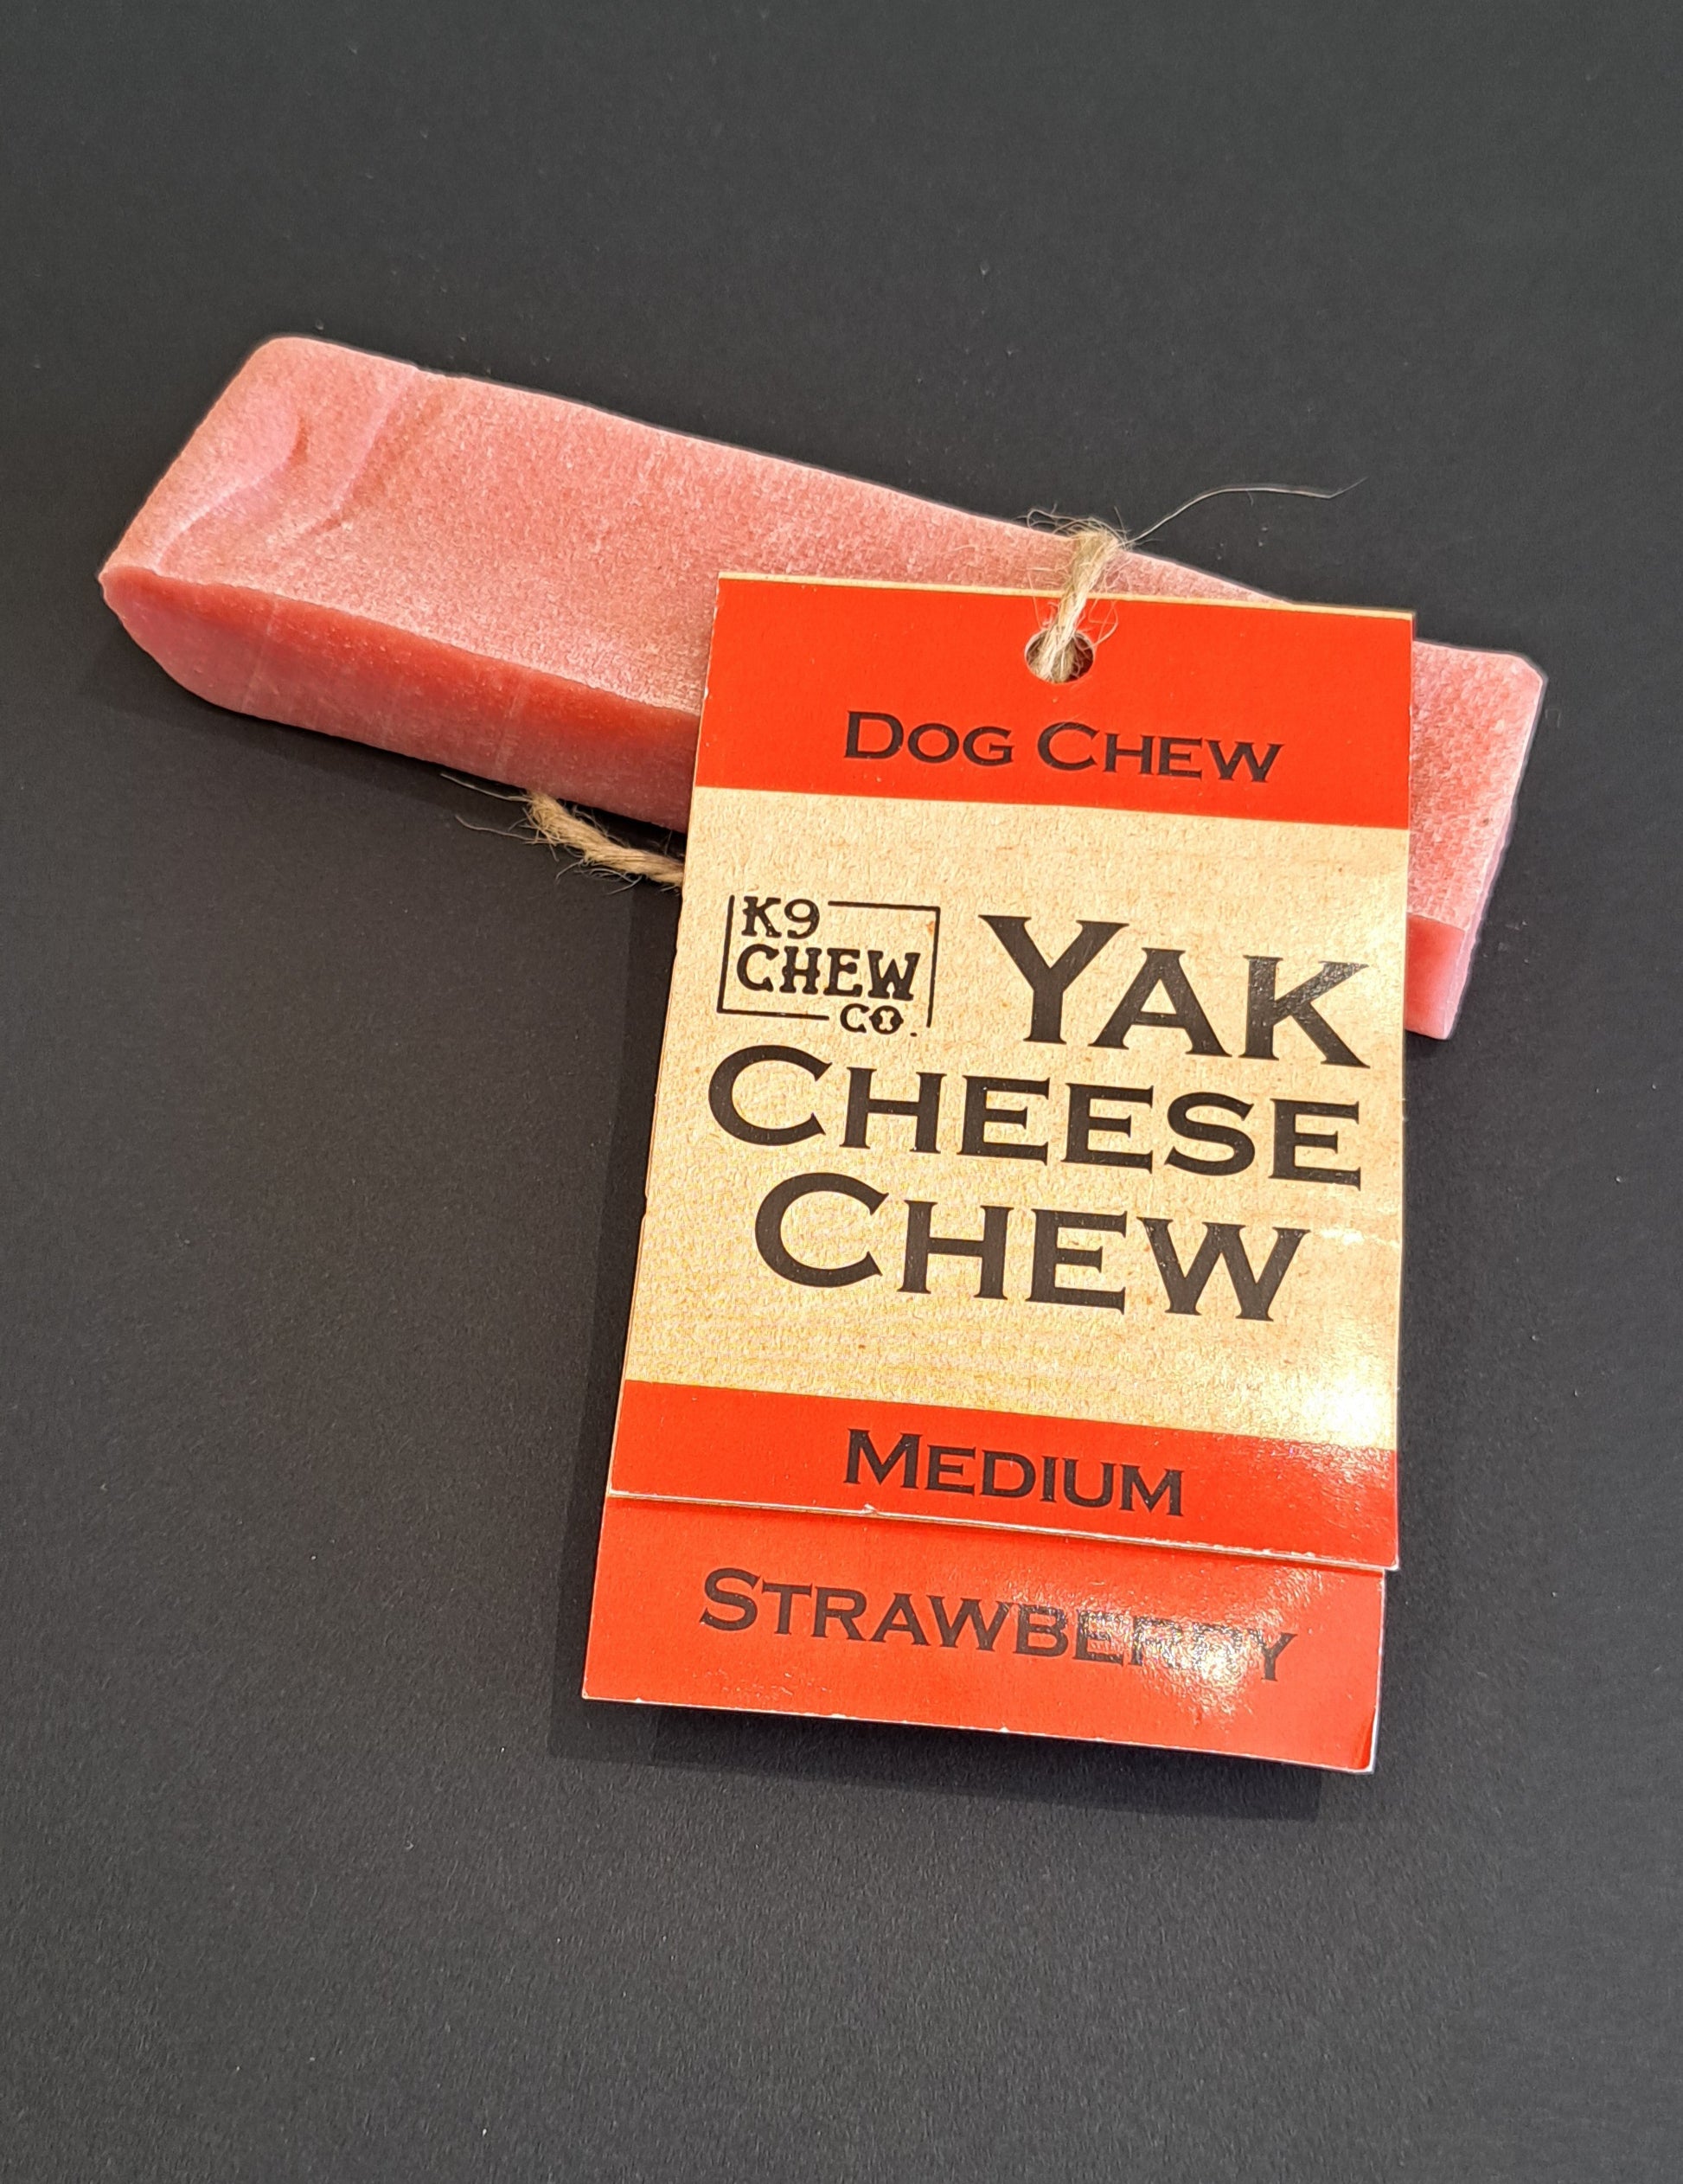 Dog Chew
K9
CHEW
CO.
Yak
Cheese
Chew
Medium
Strawberry